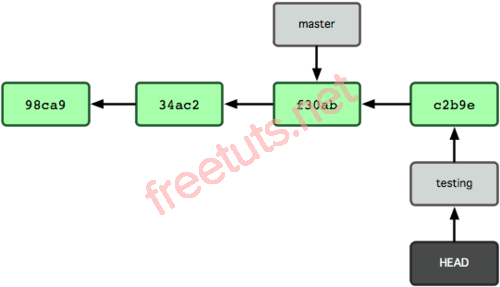 master
98ca9
34ac2
f30ab
c2b9e
testing
HEAD
freetuts.net